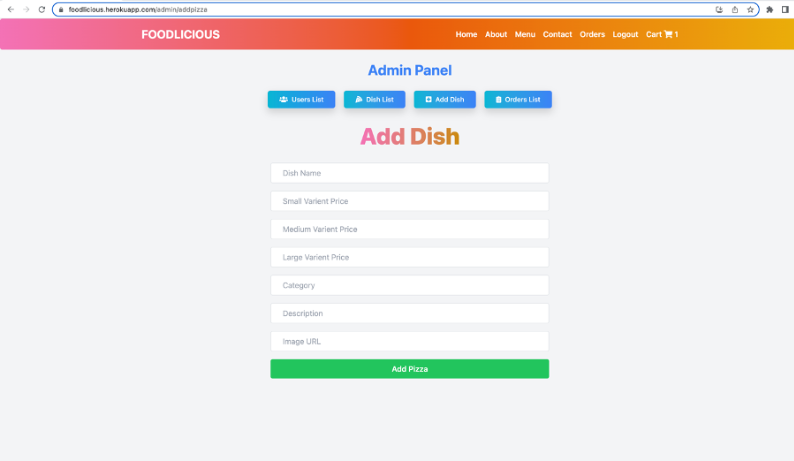 foodlicious.herokuapp.com/admin/addpizza
FOODLICIOUS Home About Menu Contact Orders Logout Cart 1
Admin Panel
Users List Dish List Add Dish Orders List
Add Dish
Dish Name
Small Varient Price
Medium Varient Price
Large Varient Price
Category
Description
Image URL
Add Pizza